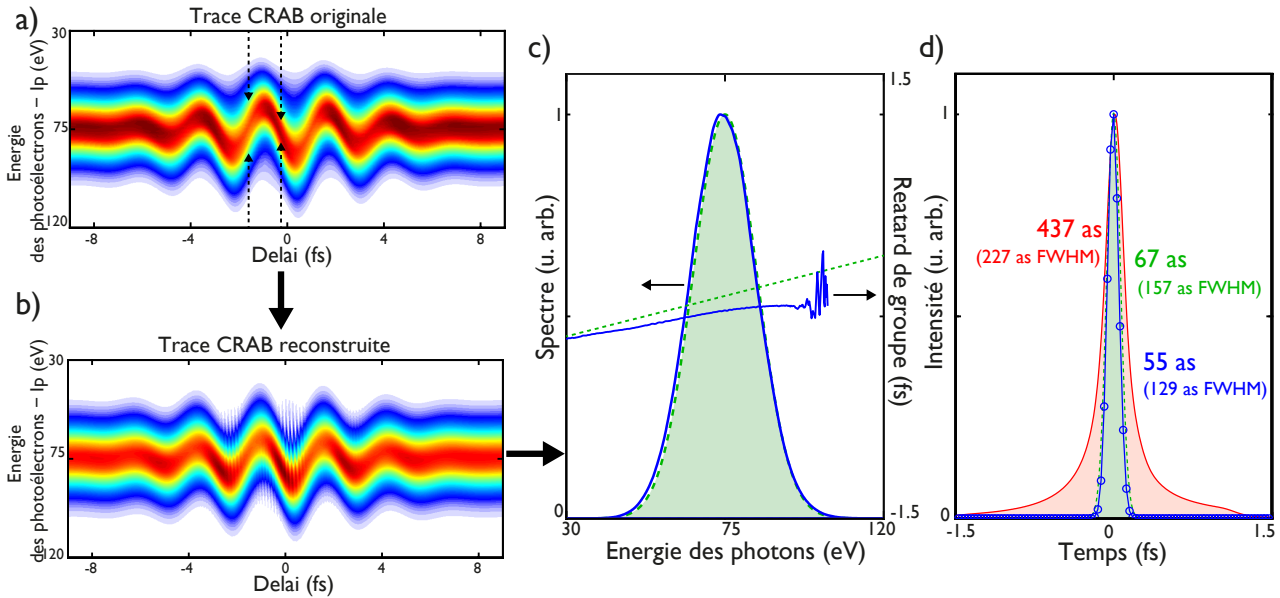 a)
Trace CRAB originale
30
75
120
Energie
des photoélectrons – Ip (eV)
-8
-4
0
4
8
Delai (fs)
b)
Trace CRAB reconstruite
30
75
120
Energie
des photoélectrons – Ip (eV)
-8
-4
0
4
8
Delai (fs)
c)
1.5
1
Spectre (u. arb.)
Reatard de
groupe (fs)
0
-1.5
30
75
120
Energie des photons (eV)
d)
1
Intensité (u. arb.)
437 as
(227 as FWHM)
67 as
(157 as FWHM)
55 as
(129 as FWHM)
0
-1.5
0
1.5
Temps (fs)